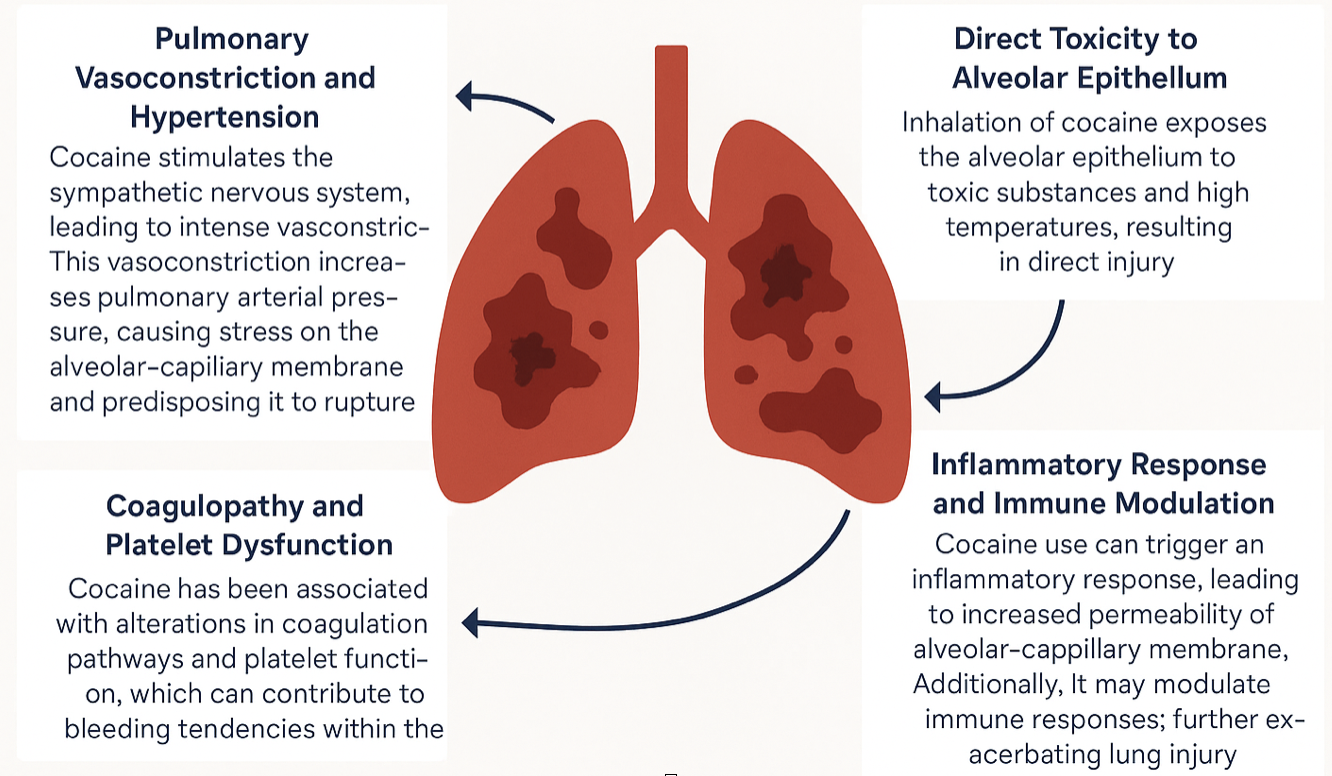 Pulmonary
Vasoconstriction and
Hypertension
Cocaine stimulates the
sympathetic nervous system,
leading to intense vasconstric-
This vasoconstriction increa-
ses pulmonary arterial pres-
sure, causing stress on the
alveolar-capiliary membrane
and predisposing it to rupture
Coagulopathy and
Platelet Dysfunction
Cocaine has been associated
with alterations in coagulation
pathways and platelet functi-
on, which can contribute to
bleeding tendencies within the
Direct Toxicity to
Alveolar Epithellum
Inhalation of cocaine exposes
the alveolar epithelium to
toxic substances and high
temperatures, resulting
in direct injury
Inflammatory Response
and Immune Modulation
Cocaine use can trigger an
inflammatory response, leading
to increased permeability of
alveolar-cappillary membrane,
Additionally, It may modulate
immune responses; further ex-
acerbating lung injury